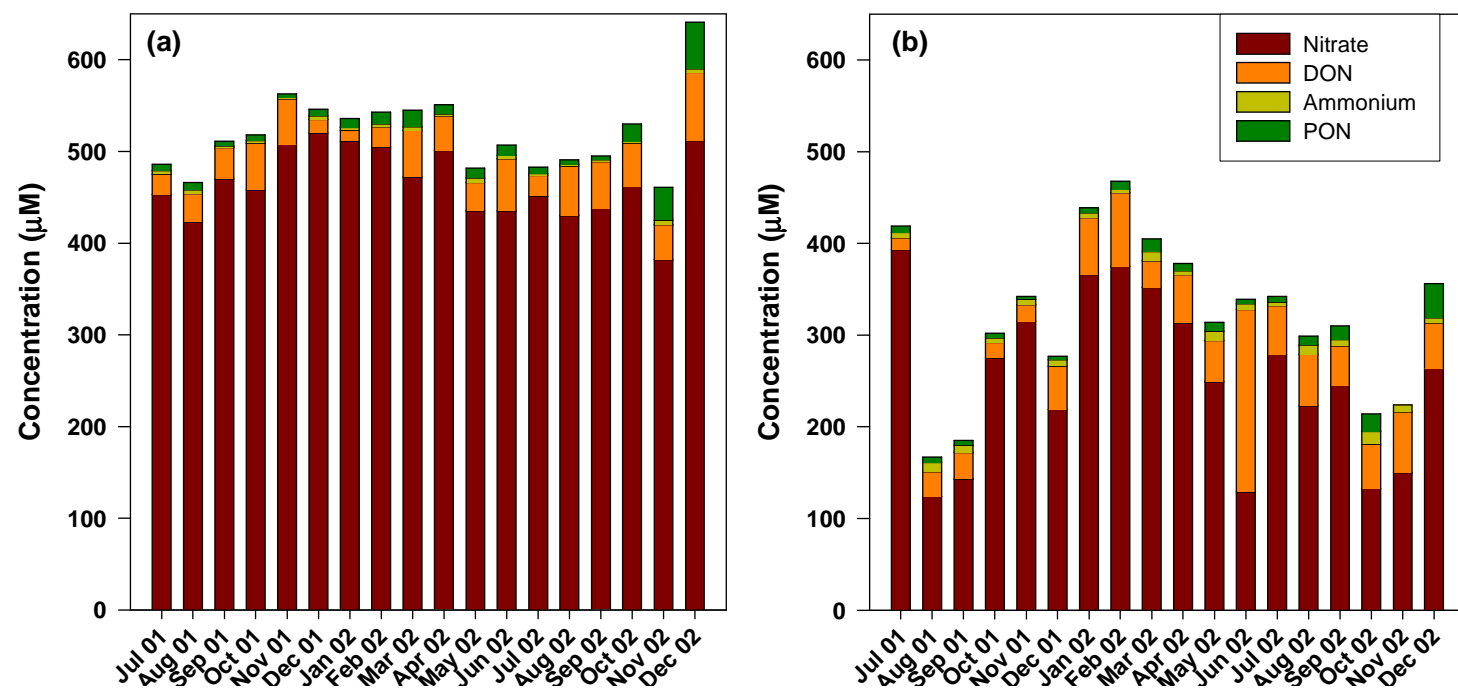 (a)
Concentration (μM)
600
500
400
300
200
100
0
Jul 01
Aug 01
Sep 01
Oct 01
Nov 01
Dec 01
Jan 02
Feb 02
Mar 02
Apr 02
May 02
Jun 02
Jul 02
Aug 02
Sep 02
Oct 02
Nov 02
Dec 02
(b)
Nitrate
DON
Ammonium
PON
Concentration (μM)
600
500
400
300
200
100
0
Jul 01
Aug 01
Sep 01
Oct 01
Nov 01
Dec 01
Jan 02
Feb 02
Mar 02
Apr 02
May 02
Jun 02
Jul 02
Aug 02
Sep 02
Oct 02
Nov 02
Dec 02